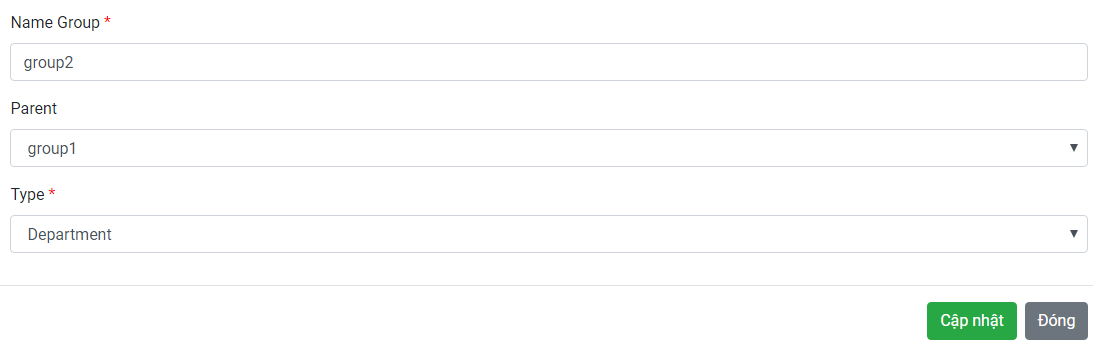 Name Group *
group2
Parent
group1
Type *
Department
Cập nhật Đóng